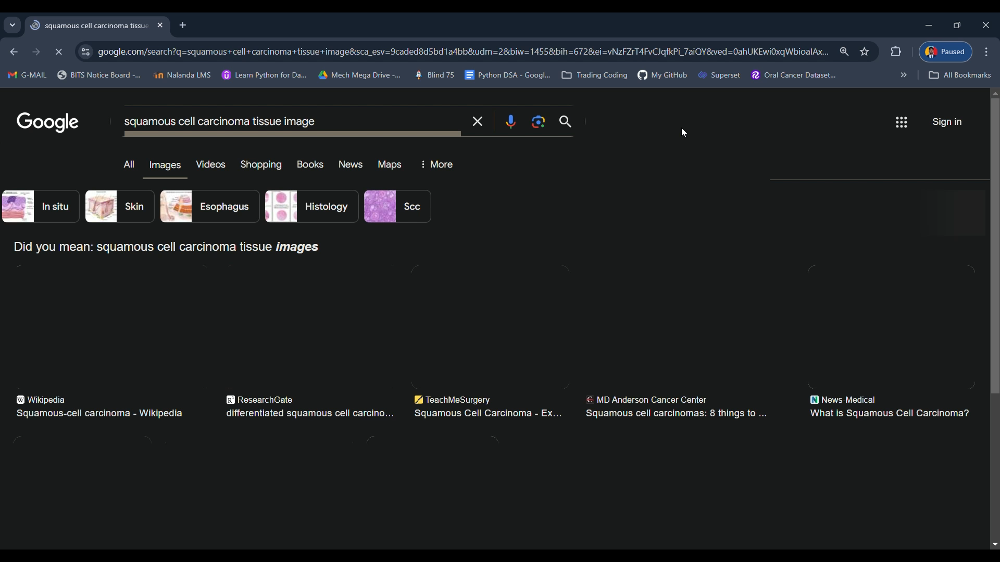 squamous cell carcinoma tissue
google.com/search?q=squamous+cell+carcinoma+tissue+image&sca_esv=9caded8d5bd1a4bb&udm=2&biw=1455&bih=672&ei=vNzFZrT4FvCJqfkPi_7aiQY&ved=0ahUKEwi0xqWbioaIAx...
Paused
G-MAIL
BITS Notice Board -...
Nalanda LMS
Learn Python for Da...
Mech Mega Drive -...
Blind 75
Python DSA - Googl...
Trading Coding
My GitHub
Superset
Oral Cancer Dataset...
All Bookmarks
Google
squamous cell carcinoma tissue image
Sign in
All
Images
Videos
Shopping
Books
News
Maps
More
In situ
Skin
Esophagus
Histology
Scc
Did you mean: squamous cell carcinoma tissue images
Wikipedia
Squamous-cell carcinoma - Wikipedia
ResearchGate
differentiated squamous cell carcino...
TeachMeSurgery
Squamous Cell Carcinoma - Ex...
MD Anderson Cancer Center
Squamous cell carcinomas: 8 things to ...
News-Medical
What is Squamous Cell Carcinoma?